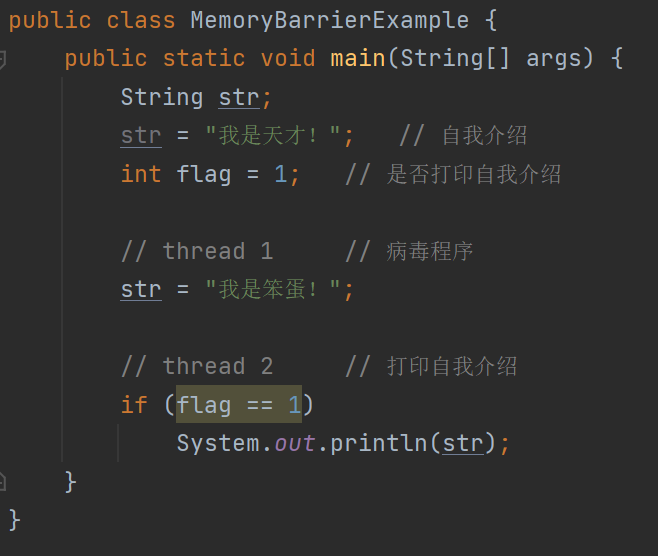 public class MemoryBarrierExample {
    public static void main(String[] args) {
        String str;
        str = "我是天才！";   // 自我介绍
        int flag = 1;   // 是否打印自我介绍
        // thread 1     // 病毒程序
        str = "我是笨蛋！";
        // thread 2     // 打印自我介绍
        if (flag == 1)
            System.out.println(str);
    }
}